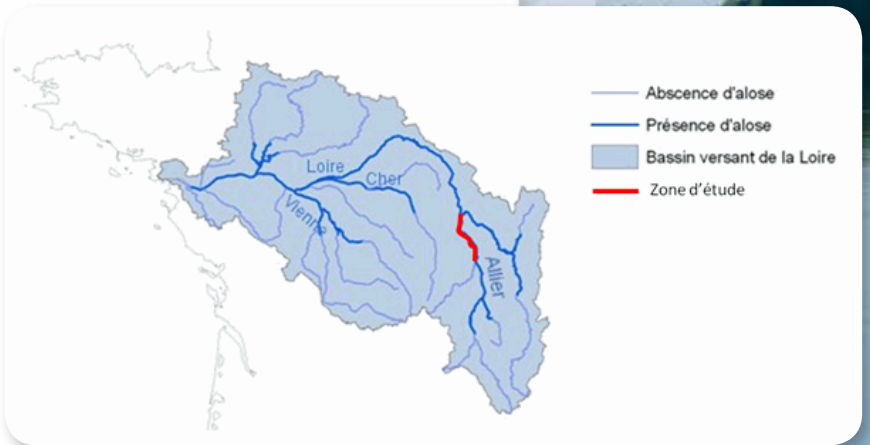 Abscence d'alose
Présence d'alose
Bassin versant de la Loire
Zone d'étude
Loire
Cher
Vienne
Allier